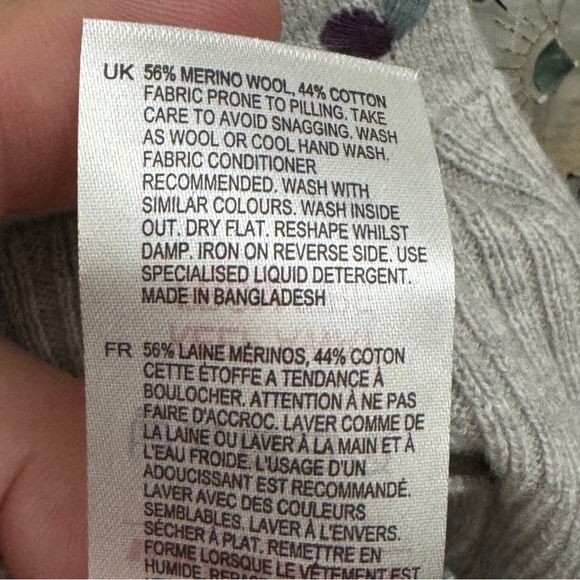 UK 56% MERINO WOOL, 44% COTTON
FABRIC PRONE TO PILLING. TAKE
CARE TO AVOID SNAGGING. WASH
AS WOOL OR COOL HAND WASH.
FABRIC CONDITIONER
RECOMMENDED. WASH WITH
SIMILAR COLOURS. WASH INSIDE
OUT. DRY FLAT. RESHAPE WHILST
DAMP. IRON ON REVERSE SIDE. USE
SPECIALISED LIQUID DETERGENT.
MADE IN BANGLADESH
FR 56% LAINE MÉRINOS, 44% COTON
CETTE ÉTOFFE A TENDANCE À
BOULOCHER. ATTENTION À NE PAS
FAIRE D'ACCROC. LAVER COMME DE
LA LAINE OU LAVER À LA MAIN ET À
L'EAU FROIDE. L'USAGE D'UN
ADOUCISSANT EST RECOMMANDÉ.
LAVER AVEC DES COULEURS
SEMBLABLES. LAVER À L'ENVERS.
SÉCHER À PLAT. REMETTRE EN
FORME LORSQUE LE VÊTEMENT EST
HUMIDE.